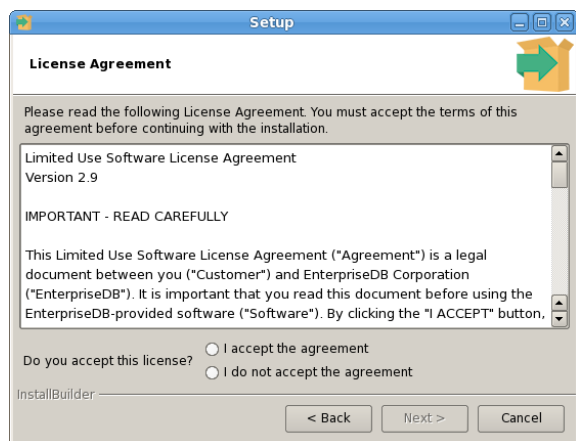 Setup
License Agreement
Please read the following License Agreement. You must accept the terms of this
agreement before continuing with the installation.
Limited Use Software License Agreement
Version 2.9
IMPORTANT - READ CAREFULLY
This Limited Use Software License Agreement ("Agreement") is a legal
document between you ("Customer") and EnterpriseDB Corporation
("EnterpriseDB"). It is important that you read this document before using the
EnterpriseDB-provided software ("Software"). By clicking the "I ACCEPT" button,
Do you accept this license?
I accept the agreement
I do not accept the agreement
InstallBuilder
< Back
Next >
Cancel